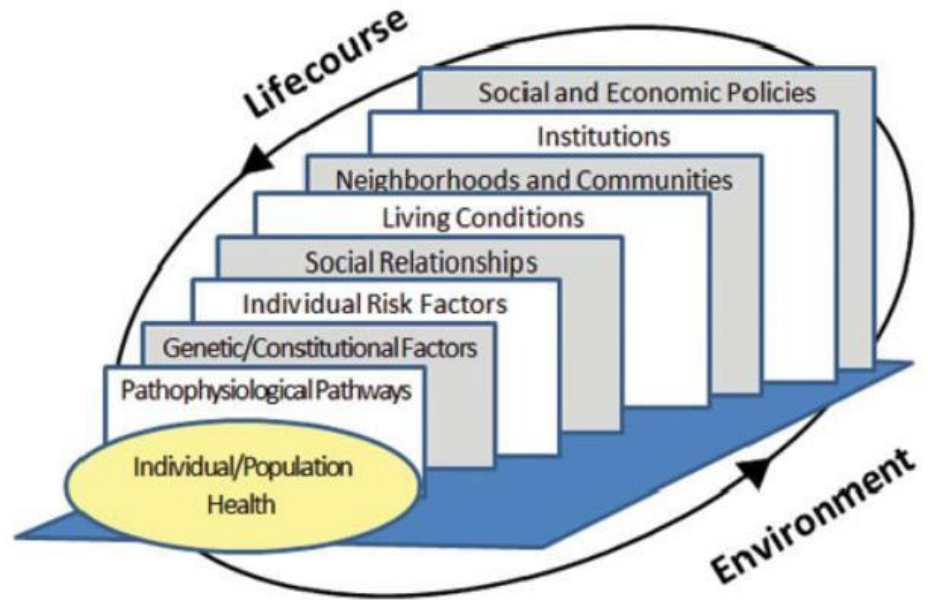 Lifecourse
Social and Economic Policies
Institutions
Neighborhoods and Communities
Living Conditions
Social Relationships
Individual Risk Factors
Genetic/Constitutional Factors
Pathophysiological Pathways
Individual/Population
Health
Environment